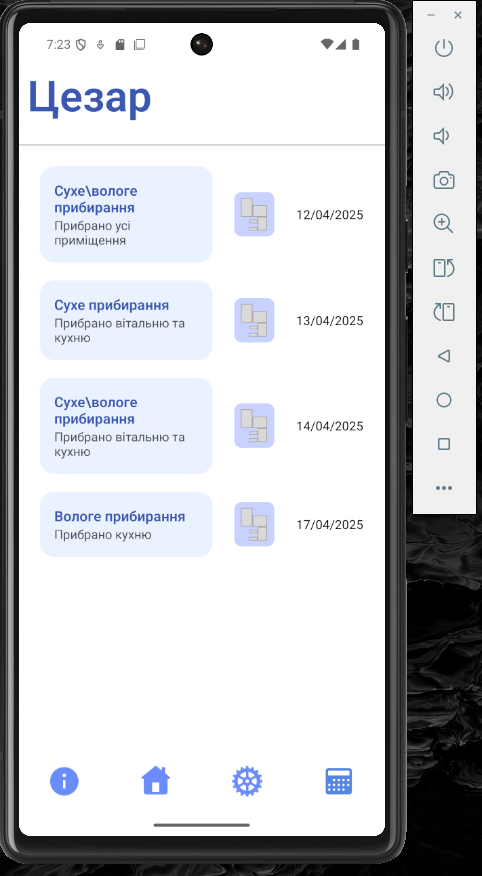 7:23
Цезар
Сухе\вологе
прибирання
Прибрано усі
приміщення
12/04/2025
Сухе прибирання
Прибрано вітальню та
кухню
13/04/2025
Сухе\вологе
прибирання
Прибрано вітальню та
кухню
14/04/2025
Вологе прибирання
Прибрано кухню
17/04/2025